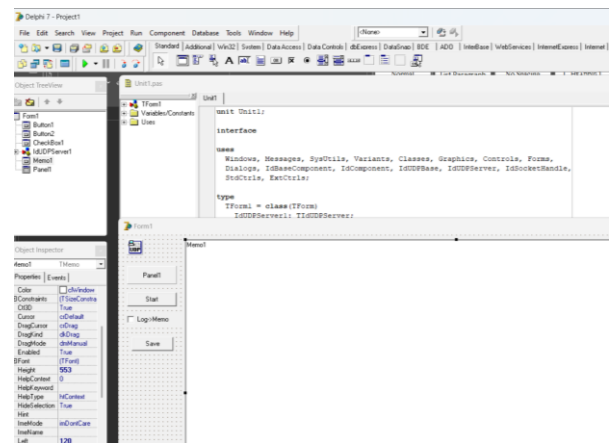 Delphi 7 - Project1
File Edit Search View Project Run Component Database Tools Window Help <None>
Standard Additional Win32 System Data Access Data Controls dbExpress DataSnap BDE ADO InterBase WebServices InternetExpress Internet
Object TreeView
Form1
Button1
Button2
CheckBox1
IdUDPServer1
Memo1
Panel1
Unit1.pas
TForm1
Variables/Constants
Uses
Unit1
unit Unit1;
interface
uses
Windows, Messages, SysUtils, Variants, Classes, Graphics, Controls, Forms,
Dialogs, IdBaseComponent, IdComponent, IdUDPBase, IdUDPServer, IdSocketHandle,
StdCtrls, ExtCtrls;
type
TForm1 = class(TForm)
IdUDPServer1: TIdUDPServer;
Form1
Memo1
Panel1
Start
Log->Memo
Save
Object Inspector
Memo1 TMemo
Properties Events
Color clWindow
Constraints (TSizeConstra
Ctl3D True
Cursor crDefault
DragCursor crDrag
DragKind dkDrag
DragMode dmManual
Enabled True
Font (TFont)
Height 553
HelpContext 0
HelpKeyword
HelpType htContext
HideSelection True
Hint
ImeMode imDontCare
ImeName
Left 120